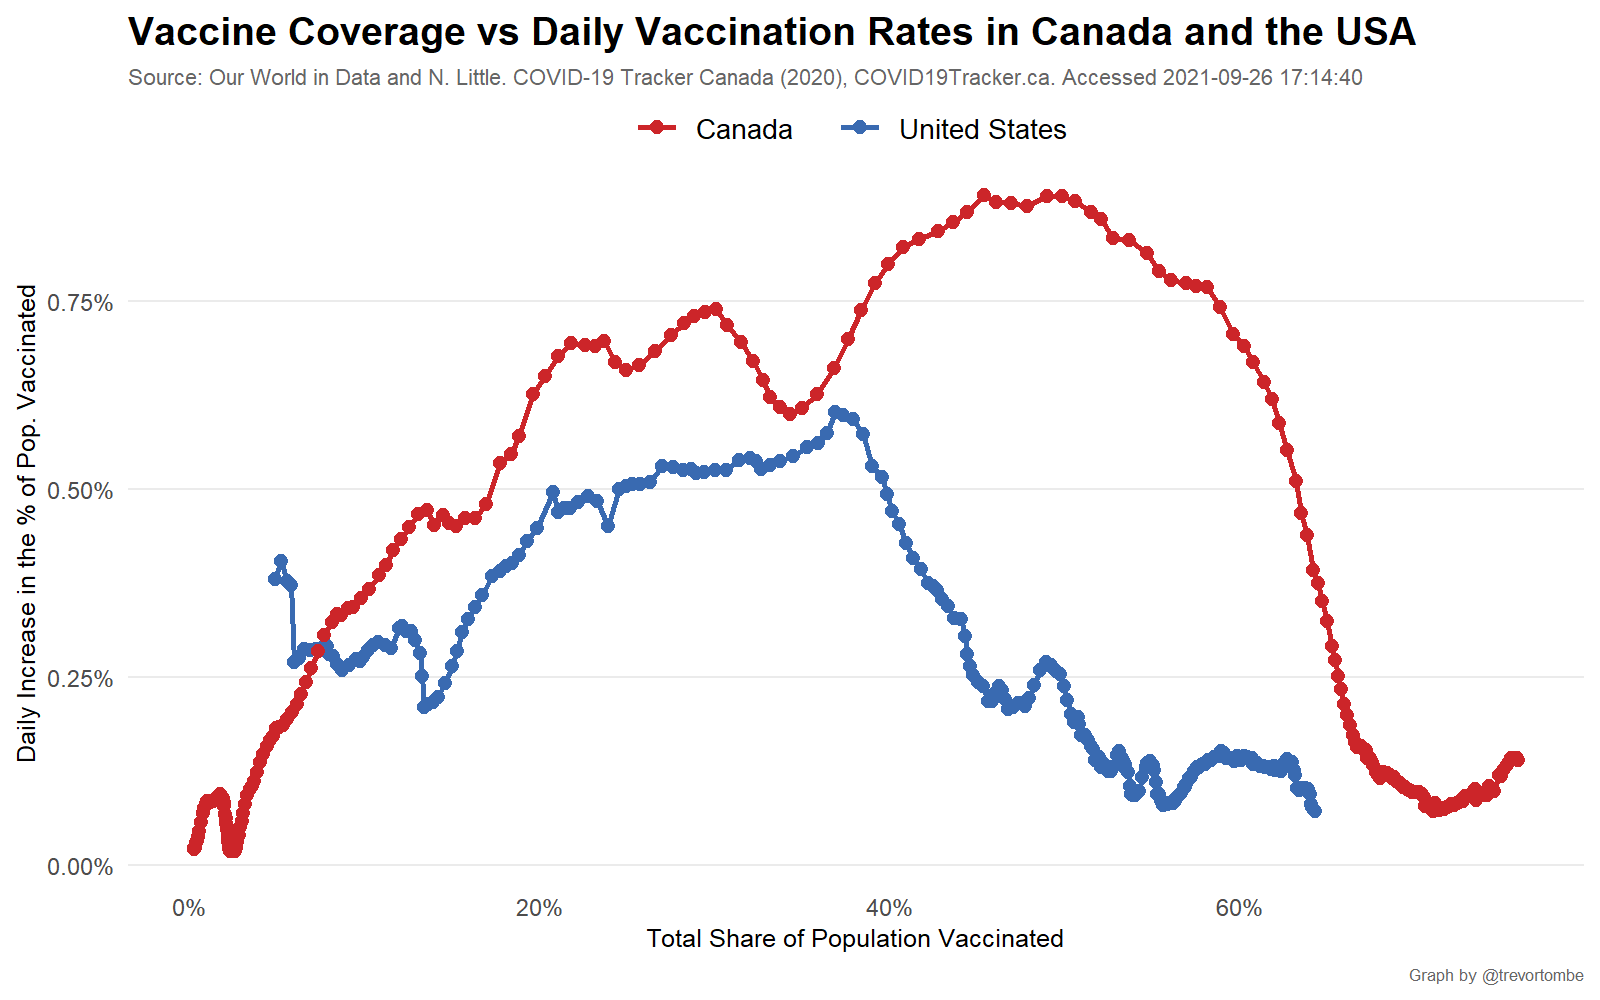 Vaccine Coverage vs Daily Vaccination Rates in Canada and the USA
Source: Our World in Data and N. Little. COVID-19 Tracker Canada (2020), COVID19Tracker.ca. Accessed 2021-09-26 17:14:40
Canada
United States
Daily Increase in the % of Pop. Vaccinated
0.75%
0.50%
0.25%
0.00%
0%
20%
40%
60%
Total Share of Population Vaccinated
Graph by @trevortombe